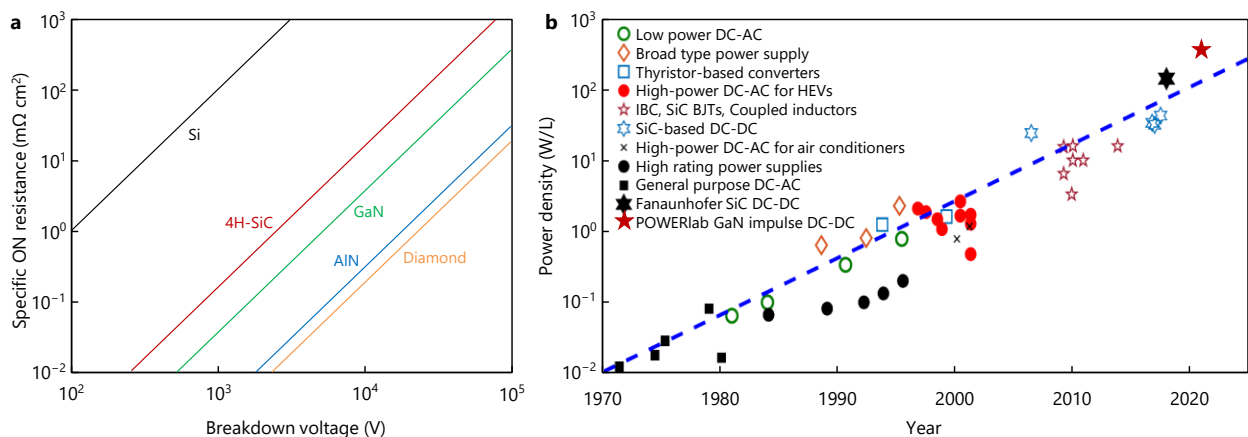 a
Specific ON resistance (mΩ cm²)
10³
10²
10¹
10⁰
10⁻¹
10⁻²
Si
4H-SiC
GaN
AlN
Diamond
10²
10³
10⁴
10⁵
Breakdown voltage (V)
b
Power density (W/L)
10³
10²
10¹
10⁰
10⁻¹
10⁻²
Low power DC-AC
Broad type power supply
Thyristor-based converters
High-power DC-AC for HEVs
IBC, SiC BJTs, Coupled inductors
SiC-based DC-DC
High-power DC-AC for air conditioners
High rating power supplies
General purpose DC-AC
Fanaunhofer SiC DC-DC
POWERlab GaN impulse DC-DC
1970
1980
1990
2000
2010
2020
Year